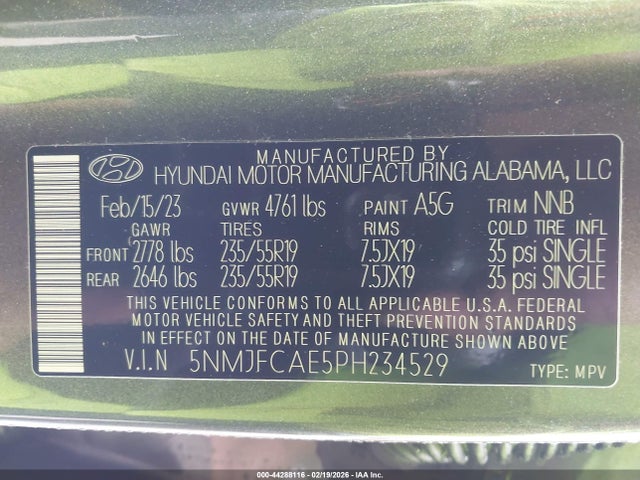 MANUFACTURED BY
HYUNDAI MOTOR MANUFACTURING ALABAMA, LLC
Feb/15/23 GVWR 4761 lbs PAINT A5G TRIM NNB
GAWR TIRES RIMS COLD TIRE INFL
FRONT 2778 lbs 235/55R19 7.5JX19 35 psi SINGLE
REAR 2646 lbs 235/55R19 7.5JX19 35 psi SINGLE
THIS VEHICLE CONFORMS TO ALL APPLICABLE U.S.A. FEDERAL
MOTOR VEHICLE SAFETY AND THEFT PREVENTION STANDARDS
IN EFFECT ON THE DATE OF MANUFACTURE SHOWN ABOVE
V.I.N 5NMJFCAE5PH234529 TYPE: MPV
000-44288116 - 02/19/2026 - IAA Inc.